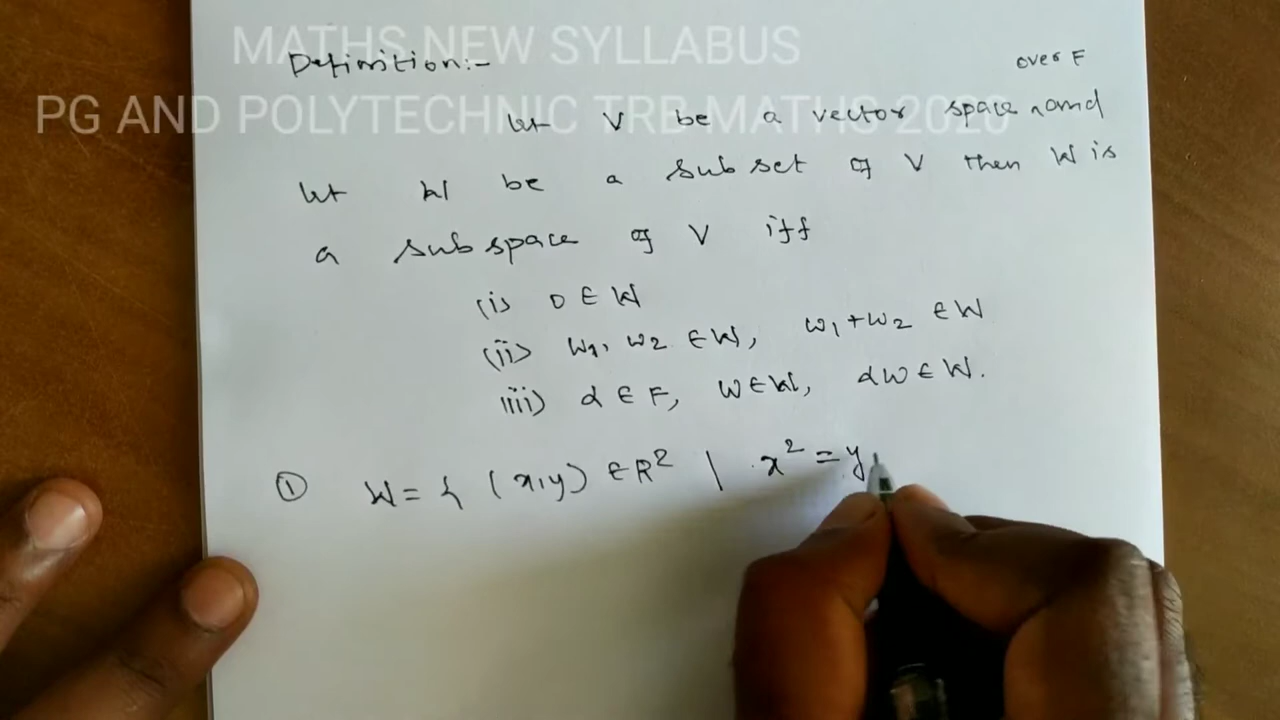 MATHS NEW SYLLABUS
PG AND POLYTECHNIC TRB MATHS 2020
Definition:-
over F
let V be a vector space and
let W be a subset of V then W is
a subspace of V iff
(i) 0 ∈ W
(ii) w₁, w₂ ∈ W, w₁+w₂ ∈ W
iii) α ∈ F, w∈W, αw ∈ W.
① W = { (x,y) ∈ R² | x² = y